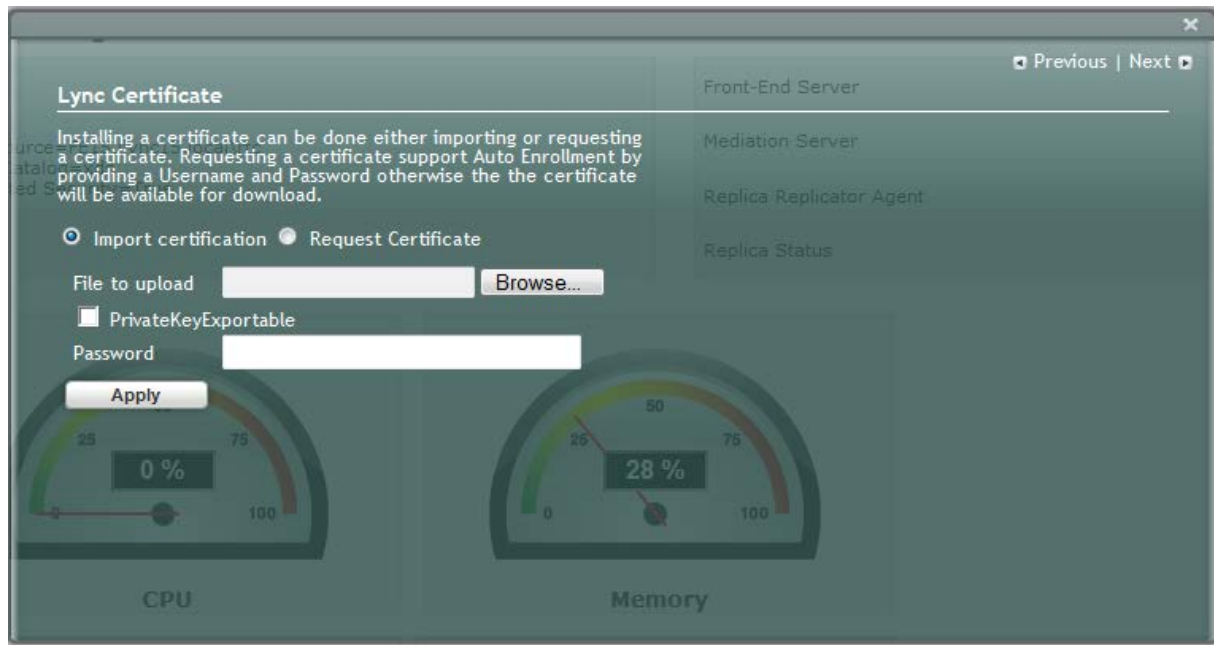 Previous | Next
Lync Certificate
Installing a certificate can be done either importing or requesting
a certificate. Requesting a certificate support Auto Enrollment by
providing a Username and Password otherwise the the certificate
will be available for download.
Import certification Request Certificate
File to upload Browse...
PrivateKeyExportable
Password
Apply
Front-End Server
Mediation Server
Replica Replicator Agent
Replica Status
25 75
0 %
0 100
CPU
50
25 75
28 %
0 100
Memory